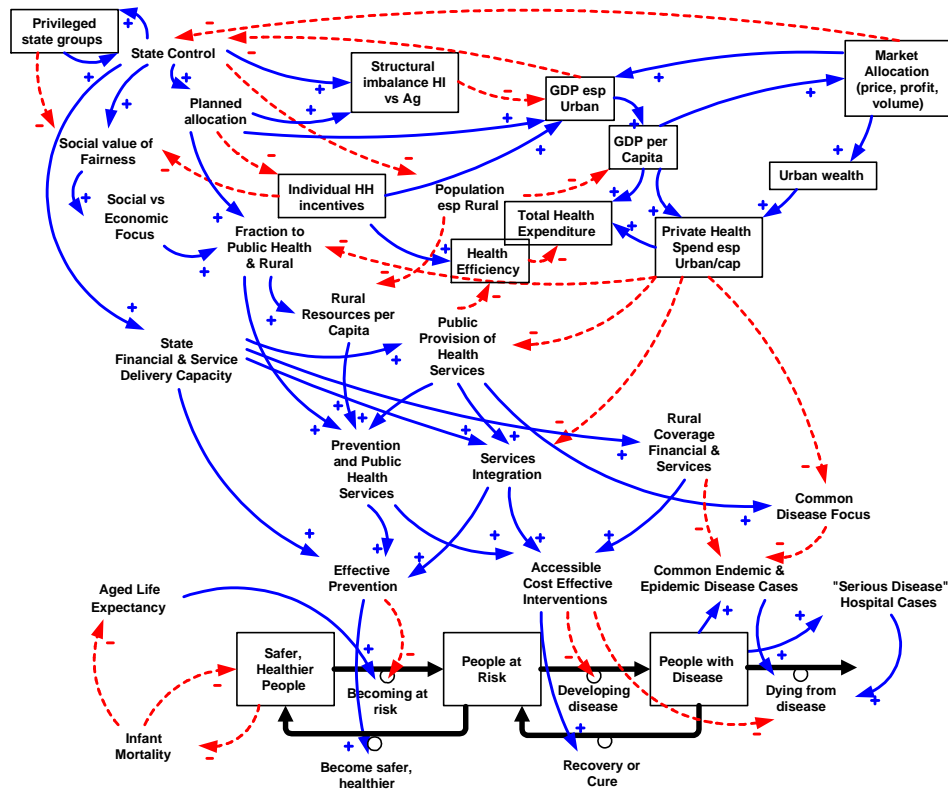 Privileged
state groups
State Control
Structural
imbalance HI
vs Ag
GDP esp
Urban
Market
Allocation
(price, profit,
volume)
Planned
allocation
GDP per
Capita
Social value of
Fairness
Individual HH
incentives
Population
esp Rural
Urban wealth
Social vs
Economic
Focus
Fraction to
Public Health
& Rural
Total Health
Expenditure
Health
Efficiency
Private Health
Spend esp
Urban/cap
Rural
Resources per
Capita
Public
Provision of
Health
Services
State
Financial & Service
Delivery Capacity
Prevention
and Public
Health
Services
Services
Integration
Rural
Coverage
Financial &
Services
Common
Disease Focus
Effective
Prevention
Accessible
Cost Effective
Interventions
Common Endemic &
Epidemic Disease Cases
"Serious Disease"
Hospital Cases
Aged Life
Expectancy
Safer,
Healthier
People
People at
Risk
People with
Disease
Becoming at
risk
Developing
disease
Dying from
disease
Infant
Mortality
Become safer,
healthier
Recovery or
Cure